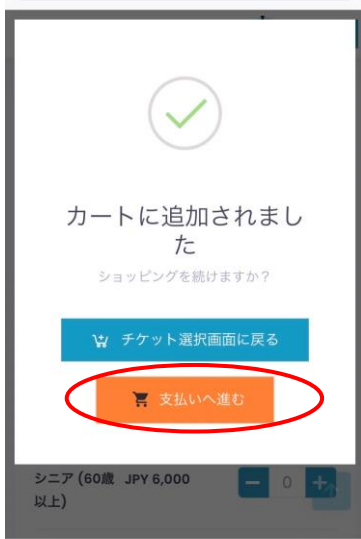 カートに追加されまし
た
ショッピングを続けますか？
チケット選択画面に戻る
支払いへ進む
シニア (60歳 JPY 6,000
以上)
0